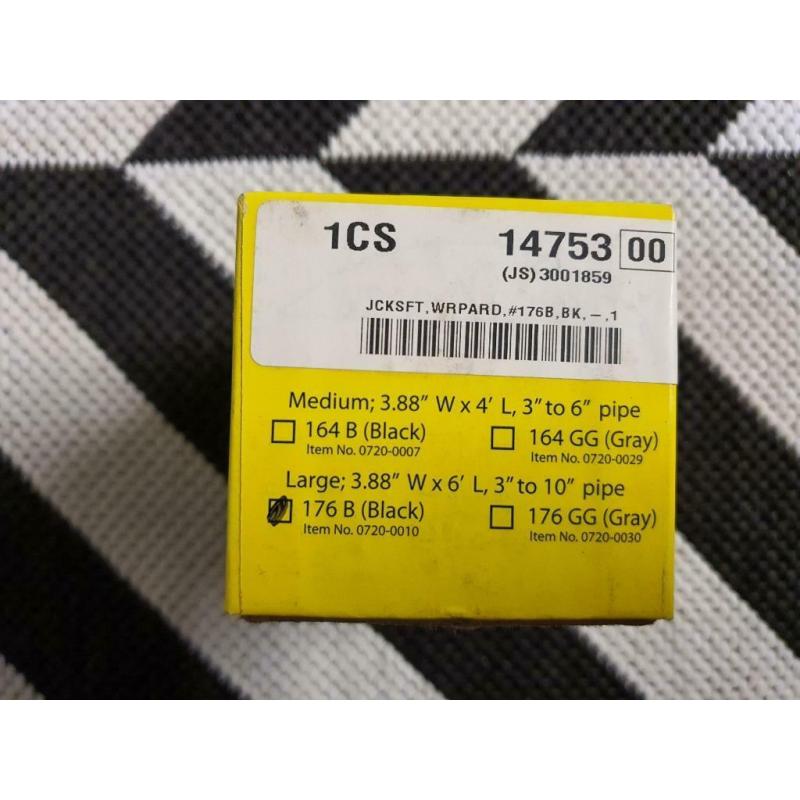 1CS 14753 00
(JS) 3001859
JCKSFT,WRPARD,#176B,BK,–,1
Medium; 3.88” W x 4’ L, 3” to 6” pipe
164 B (Black) 164 GG (Gray)
Item No. 0720-0007 Item No. 0720-0029
Large; 3.88” W x 6’ L, 3” to 10” pipe
176 B (Black) 176 GG (Gray)
Item No. 0720-0010 Item No. 0720-0030